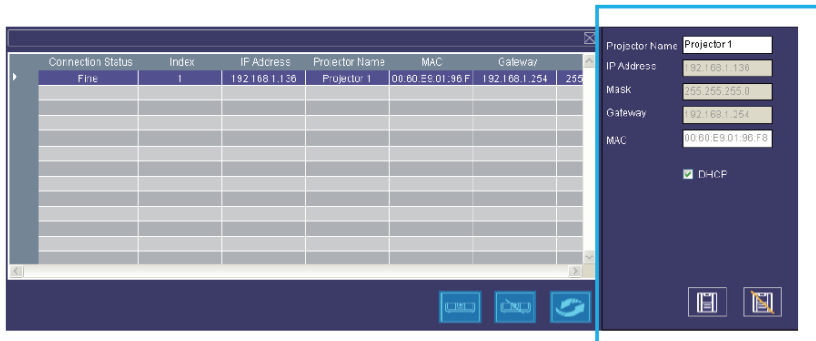 Connection Status Index IP Address Projector Name MAC Gateway
Fine 1 192.168.1.136 Projector 1 00:60:E9:01:96:F 192.168.1.254 255
Projector Name Projector 1
IP Address 192.168.1.136
Mask 255.255.255.0
Gateway 192.168.1.254
MAC 00:60:E9:01:96:F8
DHCP